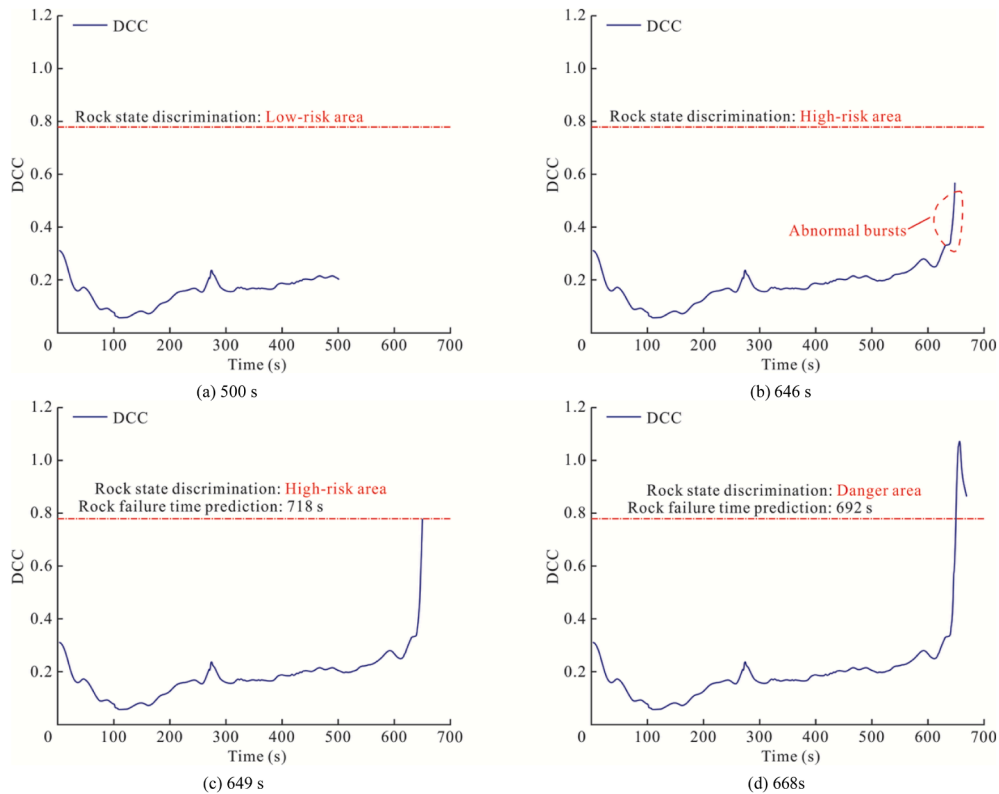 1.2
DCC
1.0
Rock state discrimination: Low-risk area
0.8
DCC
0.6
0.4
0.2
0 100 200 300 400 500 600 700
Time (s)
(a) 500 s
1.2
DCC
1.0
Rock state discrimination: High-risk area
0.8
DCC
0.6
0.4
Abnormal bursts
0.2
0 100 200 300 400 500 600 700
Time (s)
(b) 646 s
1.2
DCC
1.0
Rock state discrimination: High-risk area
Rock failure time prediction: 718 s
0.8
DCC
0.6
0.4
0.2
0 100 200 300 400 500 600 700
Time (s)
(c) 649 s
1.2
DCC
1.0
Rock state discrimination: Danger area
Rock failure time prediction: 692 s
0.8
DCC
0.6
0.4
0.2
0 100 200 300 400 500 600 700
Time (s)
(d) 668s